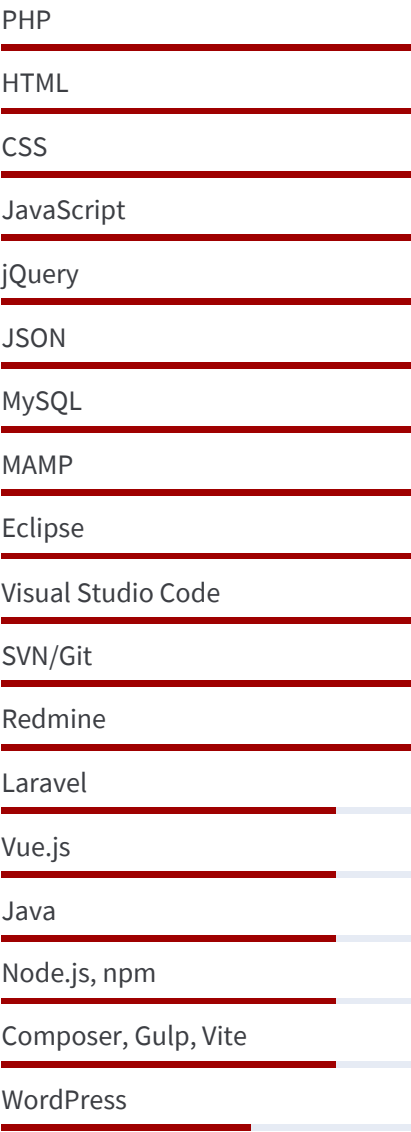 PHP
HTML
CSS
JavaScript
jQuery
JSON
MySQL
MAMP
Eclipse
Visual Studio Code
SVN/Git
Redmine
Laravel
Vue.js
Java
Node.js, npm
Composer, Gulp, Vite
WordPress